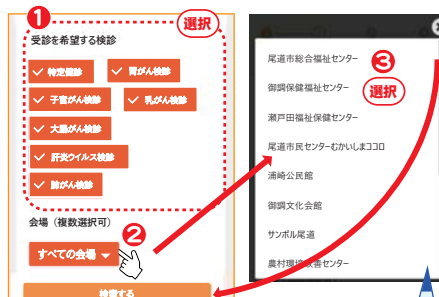 1
選択
受診を希望する検診
特定健診
胃がん検診
子宮がん検診
乳がん検診
大腸がん検診
肝炎ウイルス検診
肺がん検診
会場（複数選択可）
2
すべての会場
検索する
尾道市総合福祉センター
3
御調保健福祉センター
選択
瀬戸田福祉保健センター
尾道市民センターむかいしまココロ
浦崎公民館
御調文化会館
サンボル尾道
農村環境改善センター